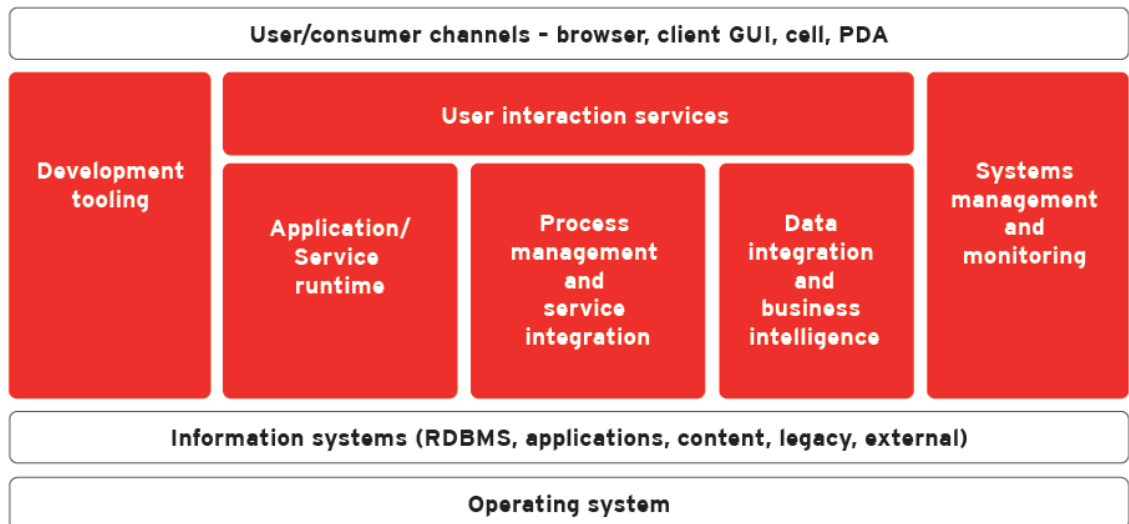 User/consumer channels - browser, client GUI, cell, PDA
User interaction services
Development
tooling
Application/
Service
runtime
Process
management
and
service
integration
Data
integration
and
business
intelligence
Systems
management
and
monitoring
Information systems (RDBMS, applications, content, legacy, external)
Operating system